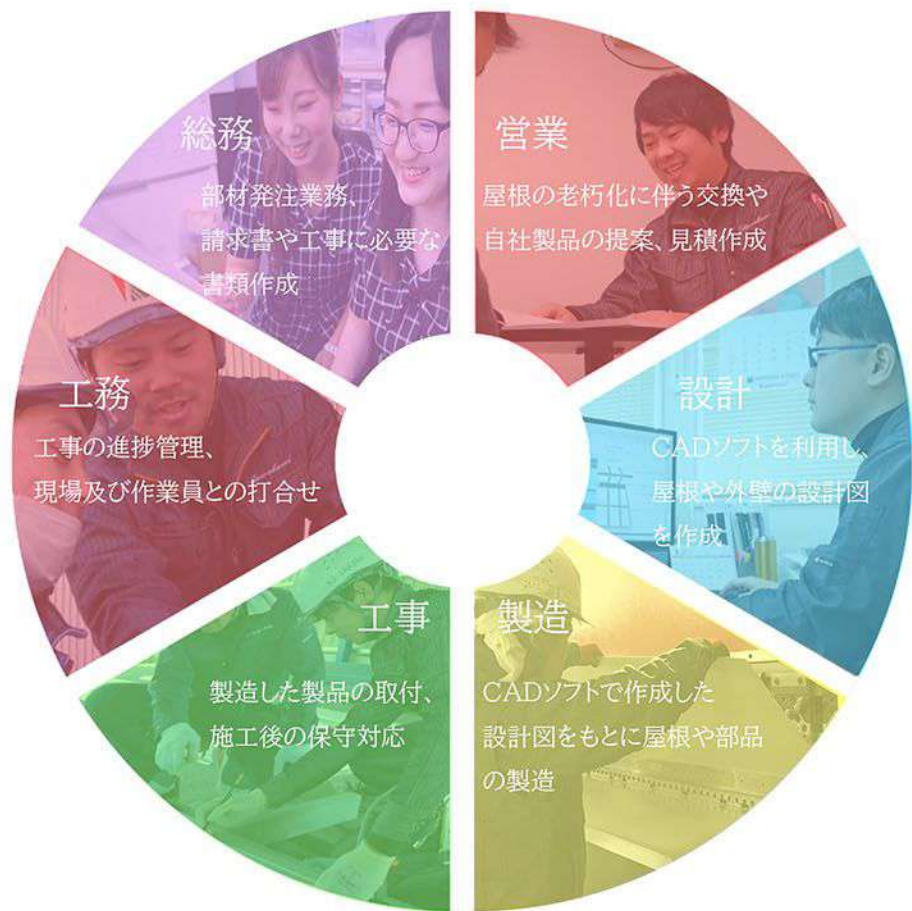 総務
部材発注業務、
請求書や工事に必要な
書類作成
営業
屋根の老朽化に伴う交換や
自社製品の提案、見積作成
設計
CADソフトを利用し、
屋根や外壁の設計図
を作成
製造
CADソフトで作成した
設計図をもとに屋根や部品
の製造
工事
製造した製品の取付、
施工後の保守対応
工務
工事の進捗管理、
現場及び作業員との打合せ